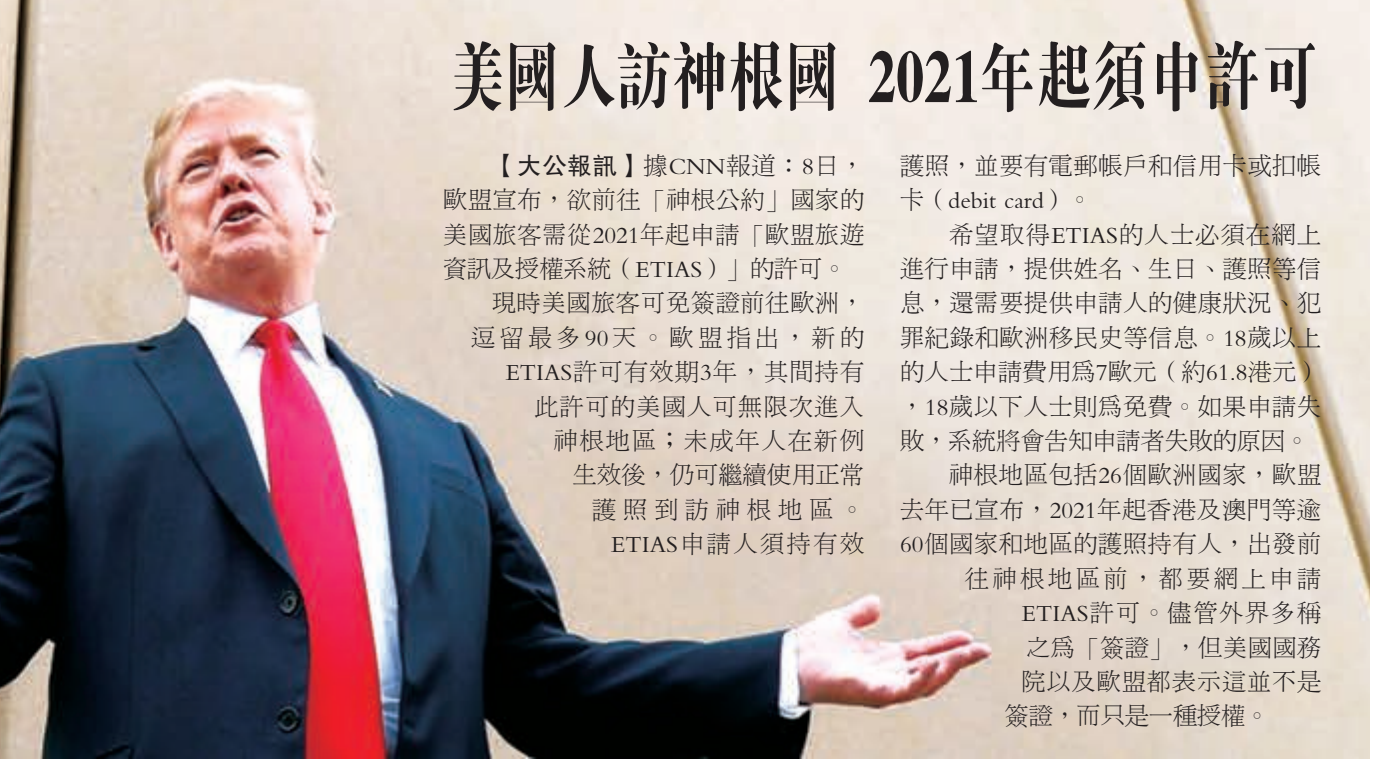 美國人訪神根國 2021年起須申許可
【大公報訊】據CNN報道：8日，
歐盟宣布，欲前往「神根公約」國家的
美國旅客需從2021年起申請「歐盟旅遊
資訊及授權系統（ETIAS）」的許可。
現時美國旅客可免簽證前往歐洲，
逗留最多90天。歐盟指出，新的
ETIAS許可有效期3年，其間持有
此許可的美國人可無限次進入
神根地區；未成年人在新例
生效後，仍可繼續使用正常
護照到訪神根地區。
ETIAS申請人須持有效
護照，並要有電郵帳戶和信用卡或扣帳
卡（debit card）。
希望取得ETIAS的人士必須在網上
進行申請，提供姓名、生日、護照等信
息，還需要提供申請人的健康狀況、犯
罪紀錄和歐洲移民史等信息。18歲以上
的人士申請費用爲7歐元（約61.8港元）
，18歲以下人士則爲免費。如果申請失
敗，系統將會告知申請者失敗的原因。
神根地區包括26個歐洲國家，歐盟
去年已宣布，2021年起香港及澳門等逾
60個國家和地區的護照持有人，出發前
往神根地區前，都要網上申請
ETIAS許可。儘管外界多稱
之爲「簽證」，但美國國務
院以及歐盟都表示這並不是
簽證，而只是一種授權。